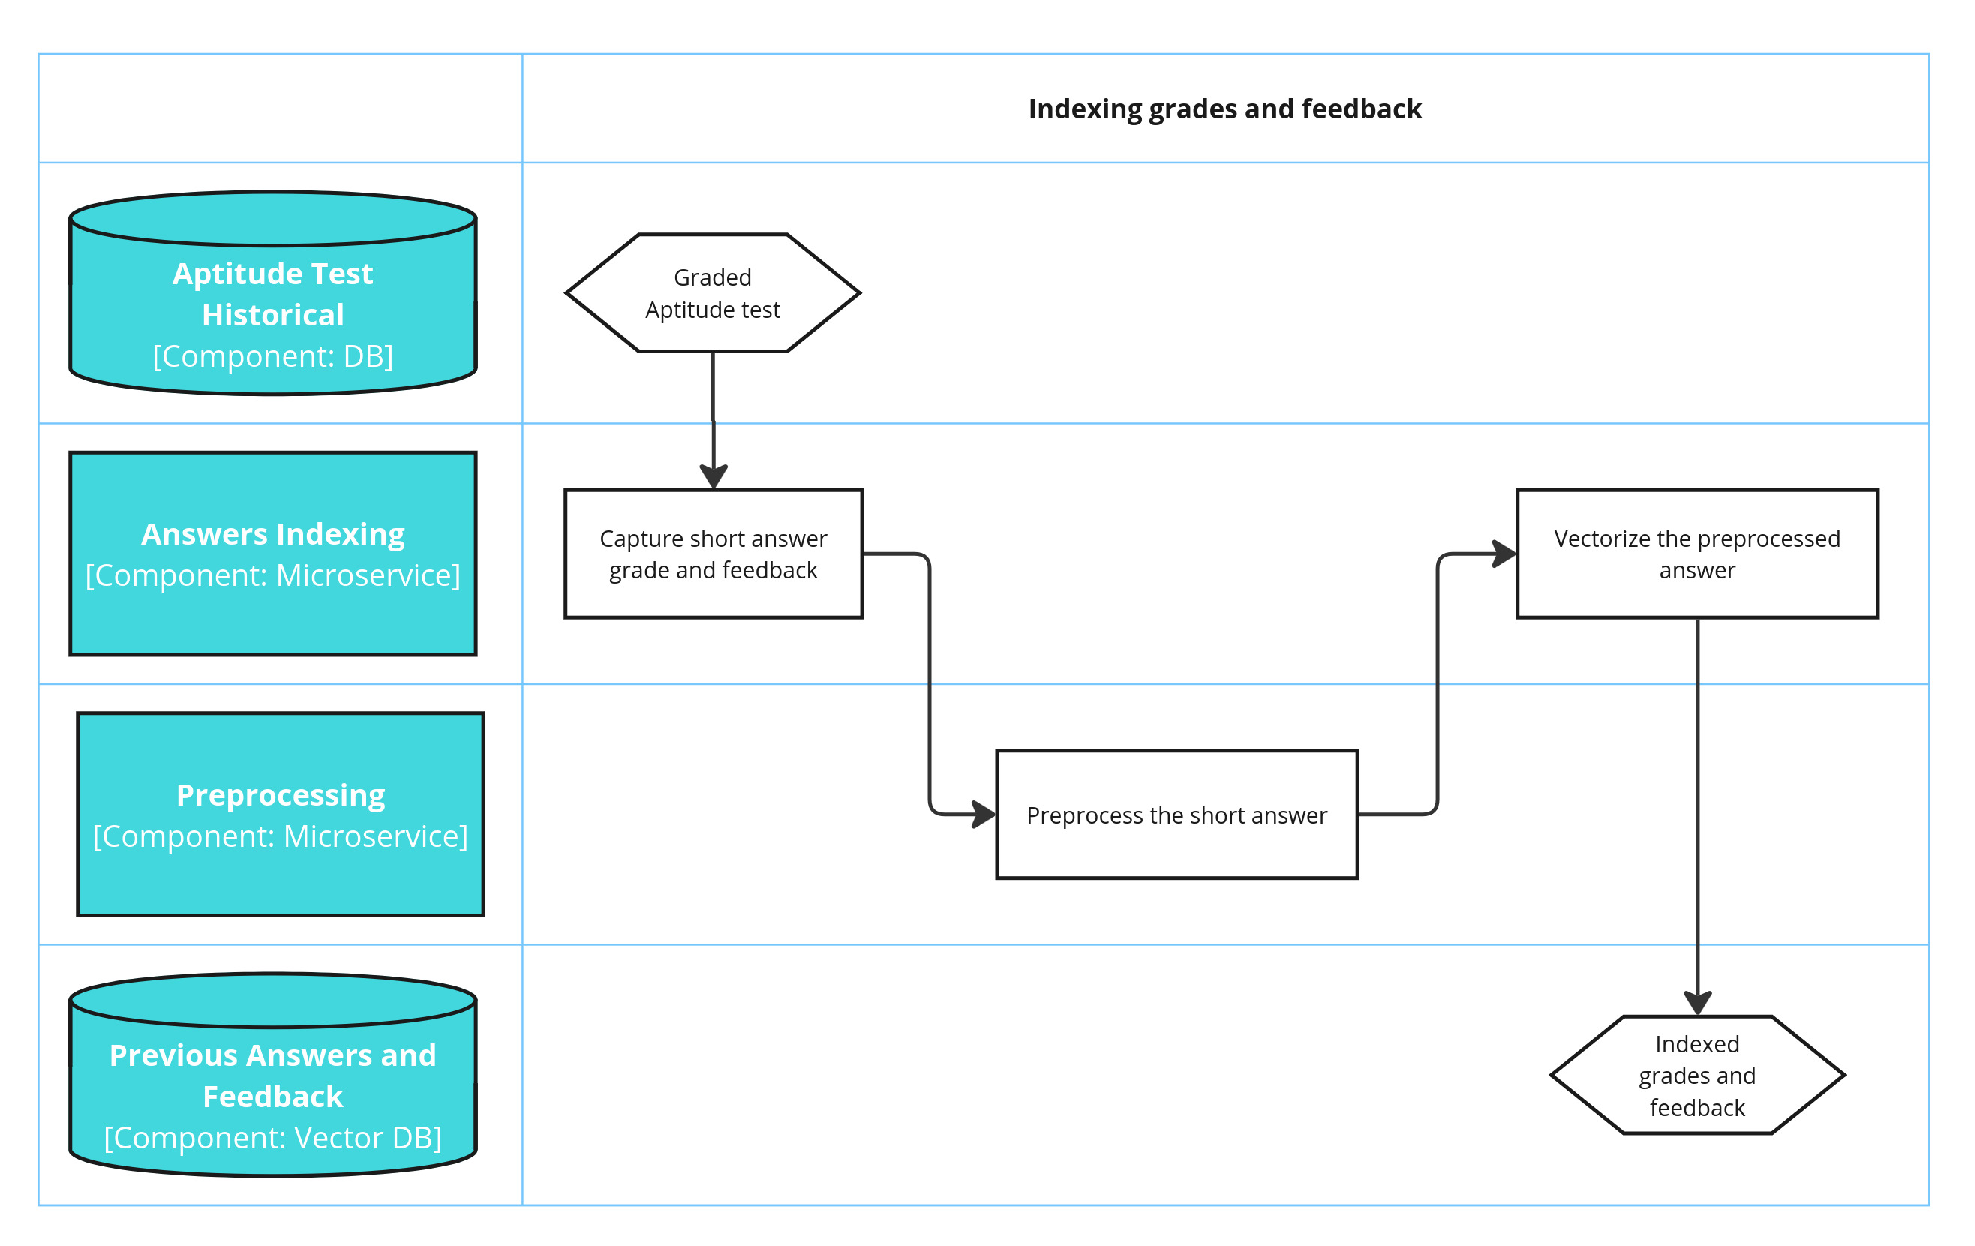 Indexing grades and feedback
Aptitude Test
Historical
[Component: DB]
Graded
Aptitude test
Answers Indexing
[Component: Microservice]
Capture short answer
grade and feedback
Vectorize the preprocessed
answer
Preprocessing
[Component: Microservice]
Preprocess the short answer
Previous Answers and
Feedback
[Component: Vector DB]
Indexed
grades and
feedback